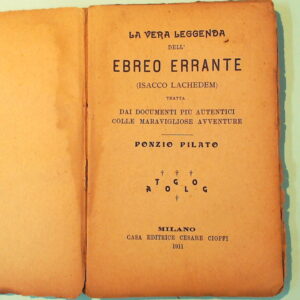 LA VERA LEGGENDA
DELL'
EBREO ERRANTE
(ISACCO LACHEDEM)
TRATTA
DAI DOCUMENTI PIÙ AUTENTICI
COLLE MARAVIGLIOSE AVVENTURE
PONZIO PILATO
† † †
T G O
A O L G
†
MILANO
CASA EDITRICE CESARE CIOFFI
1911